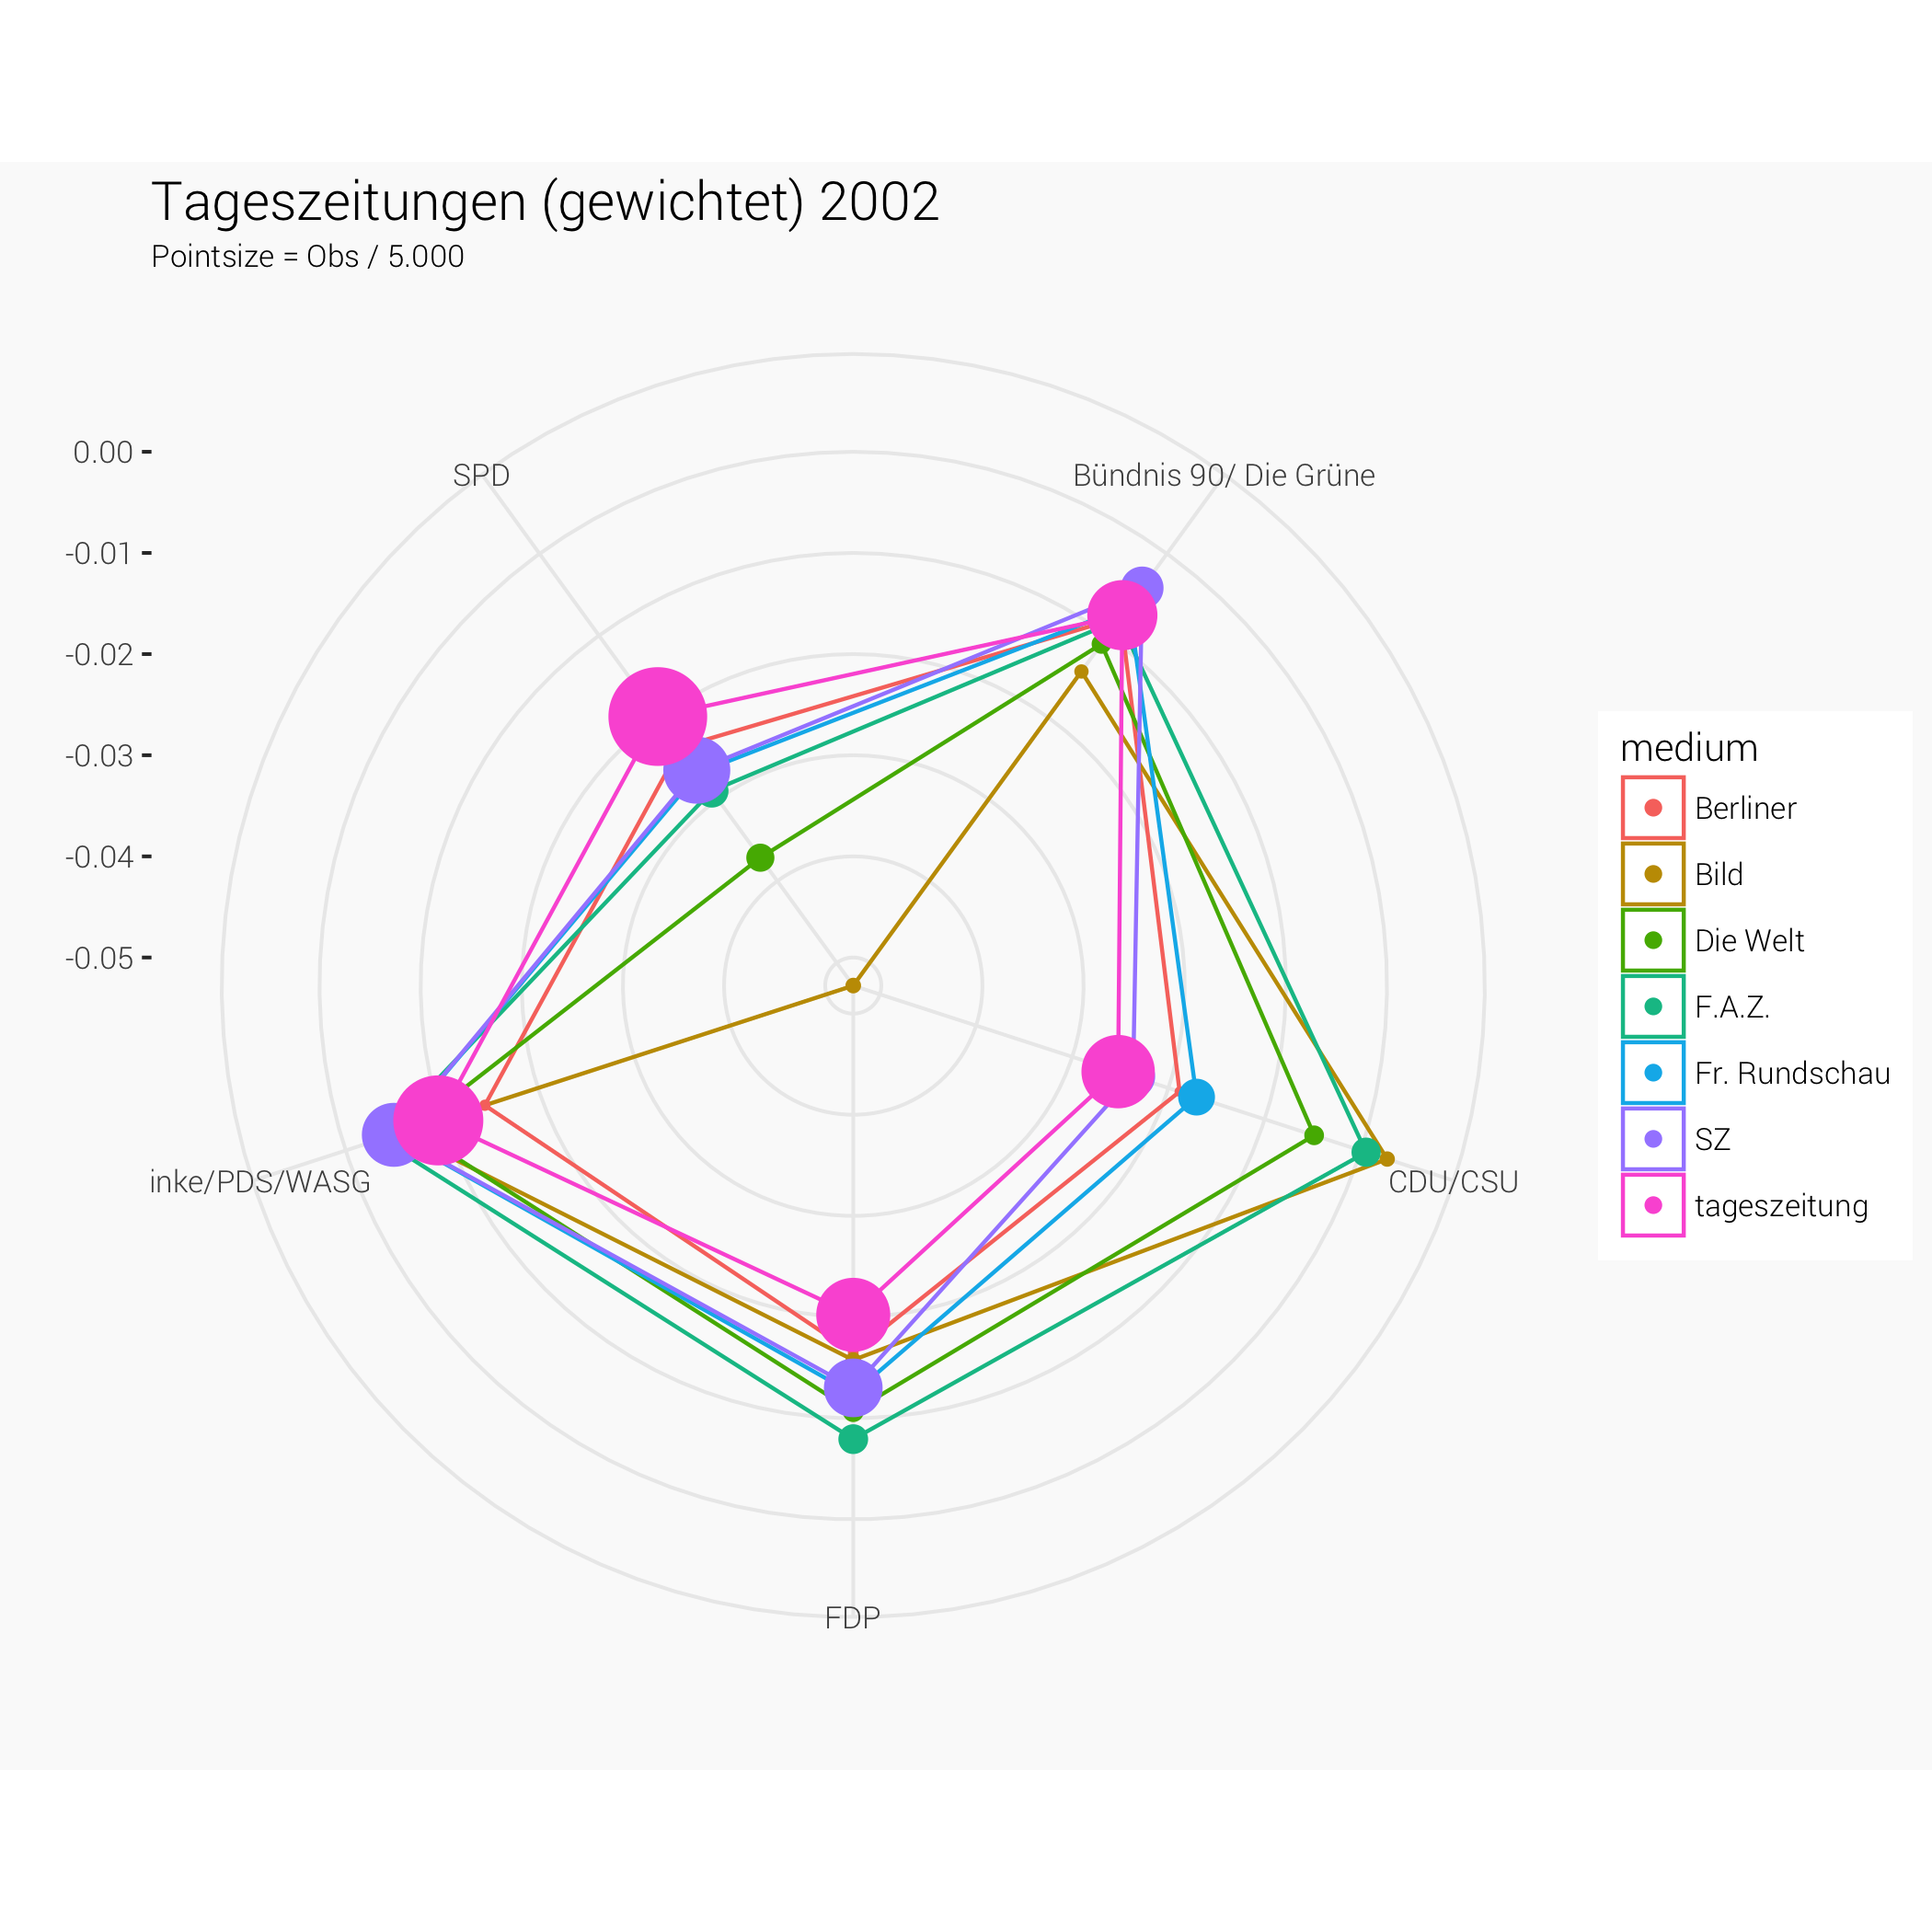 Tageszeitungen (gewichtet) 2002
Pointsize = Obs / 5.000
0.00
-0.01
-0.02
-0.03
-0.04
-0.05
SPD
Bündnis 90/ Die Grüne
inke/PDS/WASG
CDU/CSU
FDP
medium
Berliner
Bild
Die Welt
F.A.Z.
Fr. Rundschau
SZ
tageszeitung